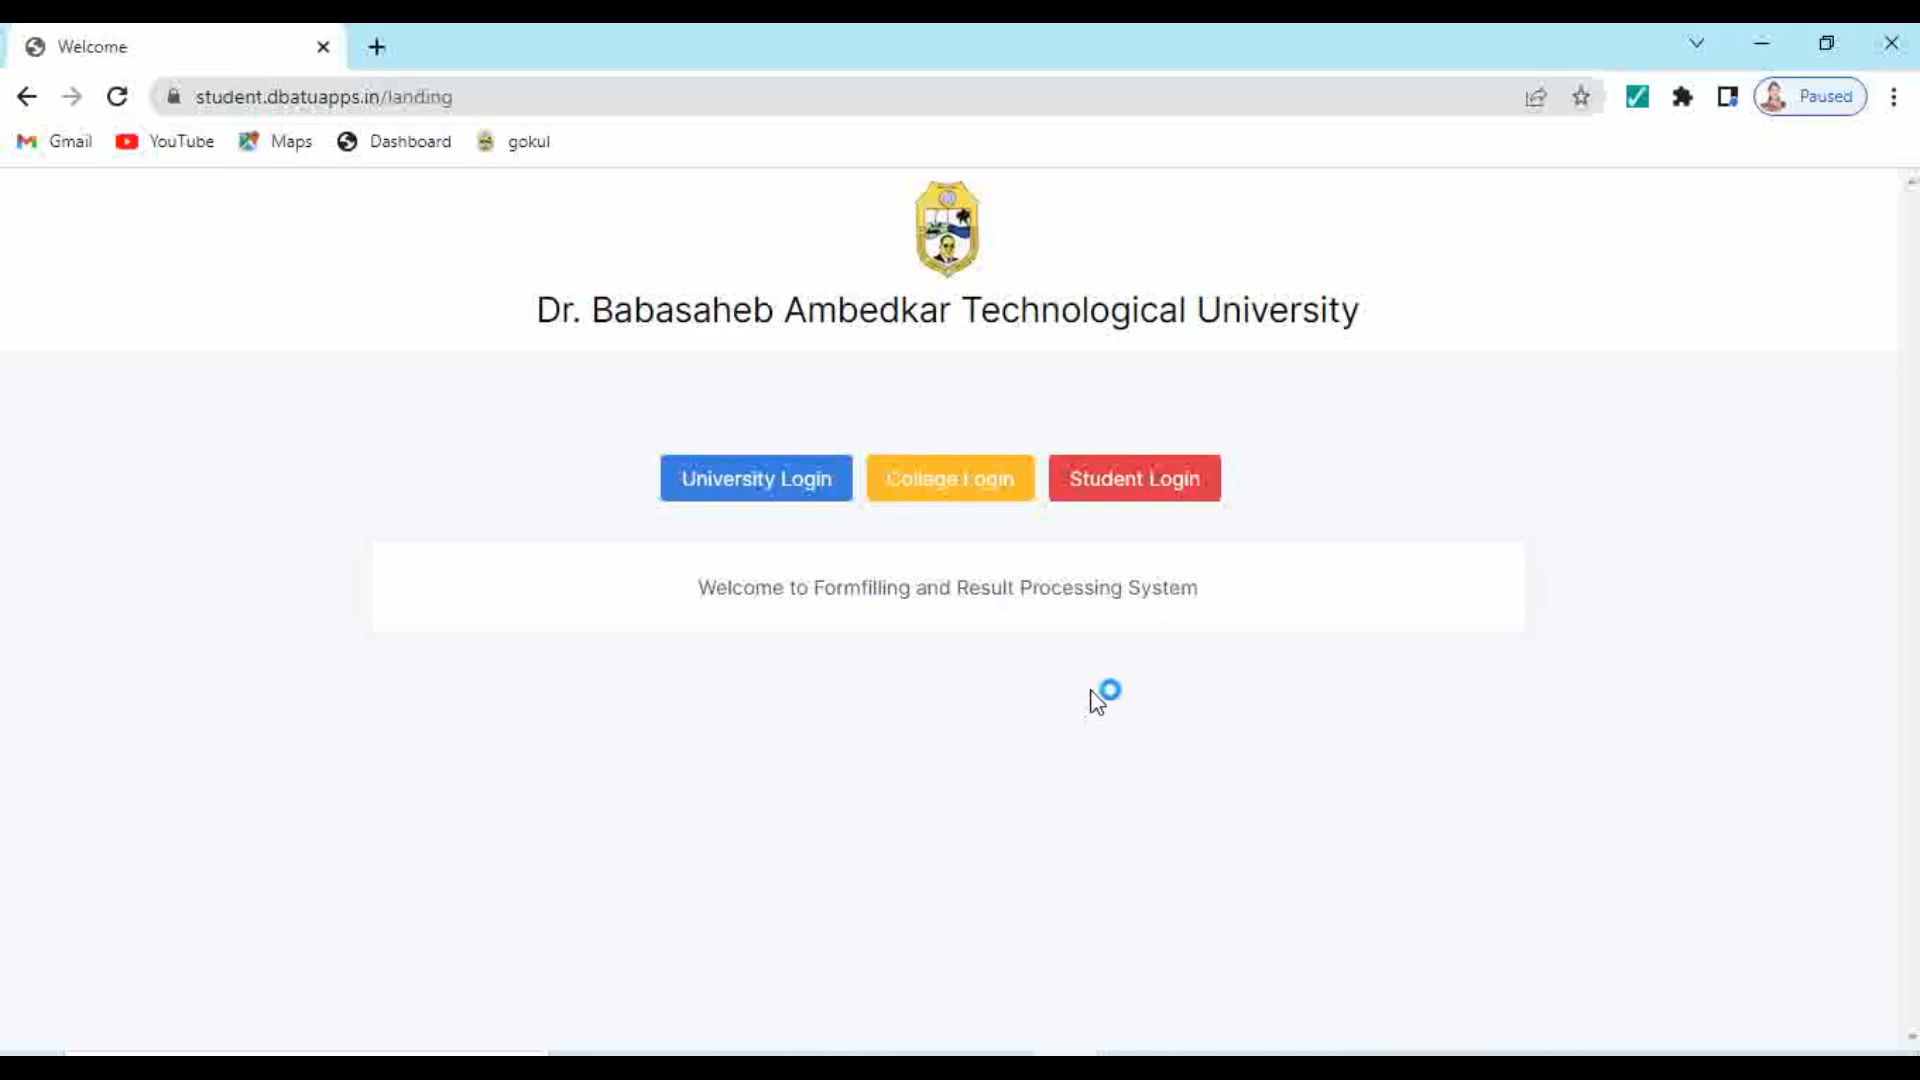 Welcome
student.dbatuapps.in/landing
Paused
Gmail YouTube Maps Dashboard gokul
Dr. Babasaheb Ambedkar Technological University
University Login College Login Student Login
Welcome to Formfilling and Result Processing System